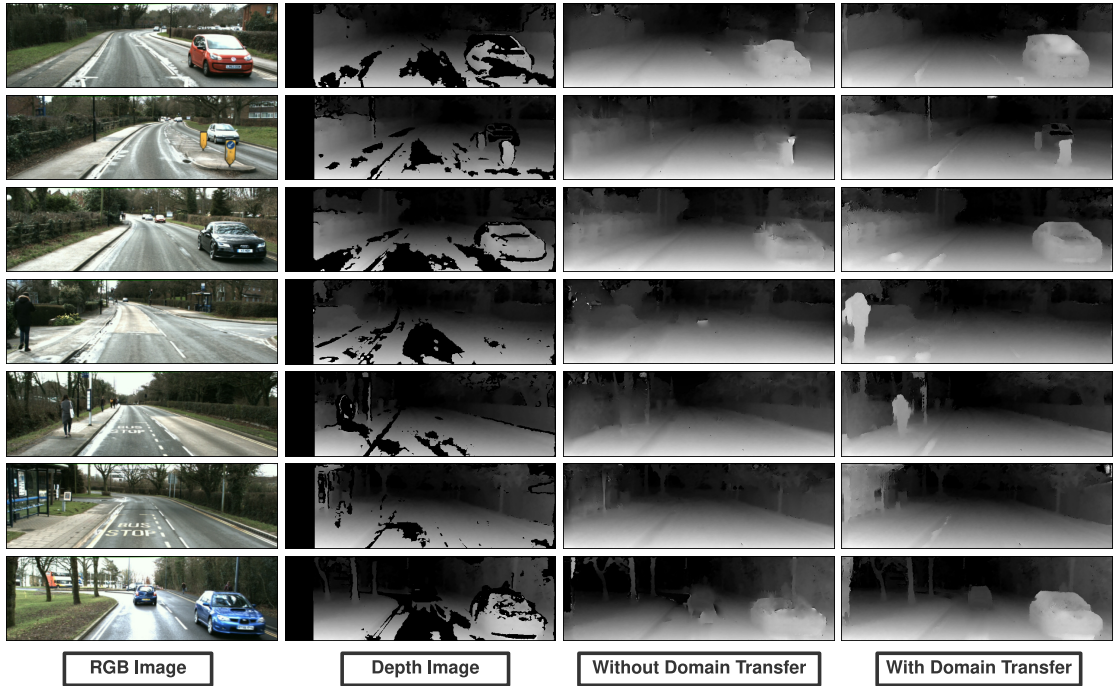 BUS
STOP
BUS
STOP
RGB Image
Depth Image
Without Domain Transfer
With Domain Transfer